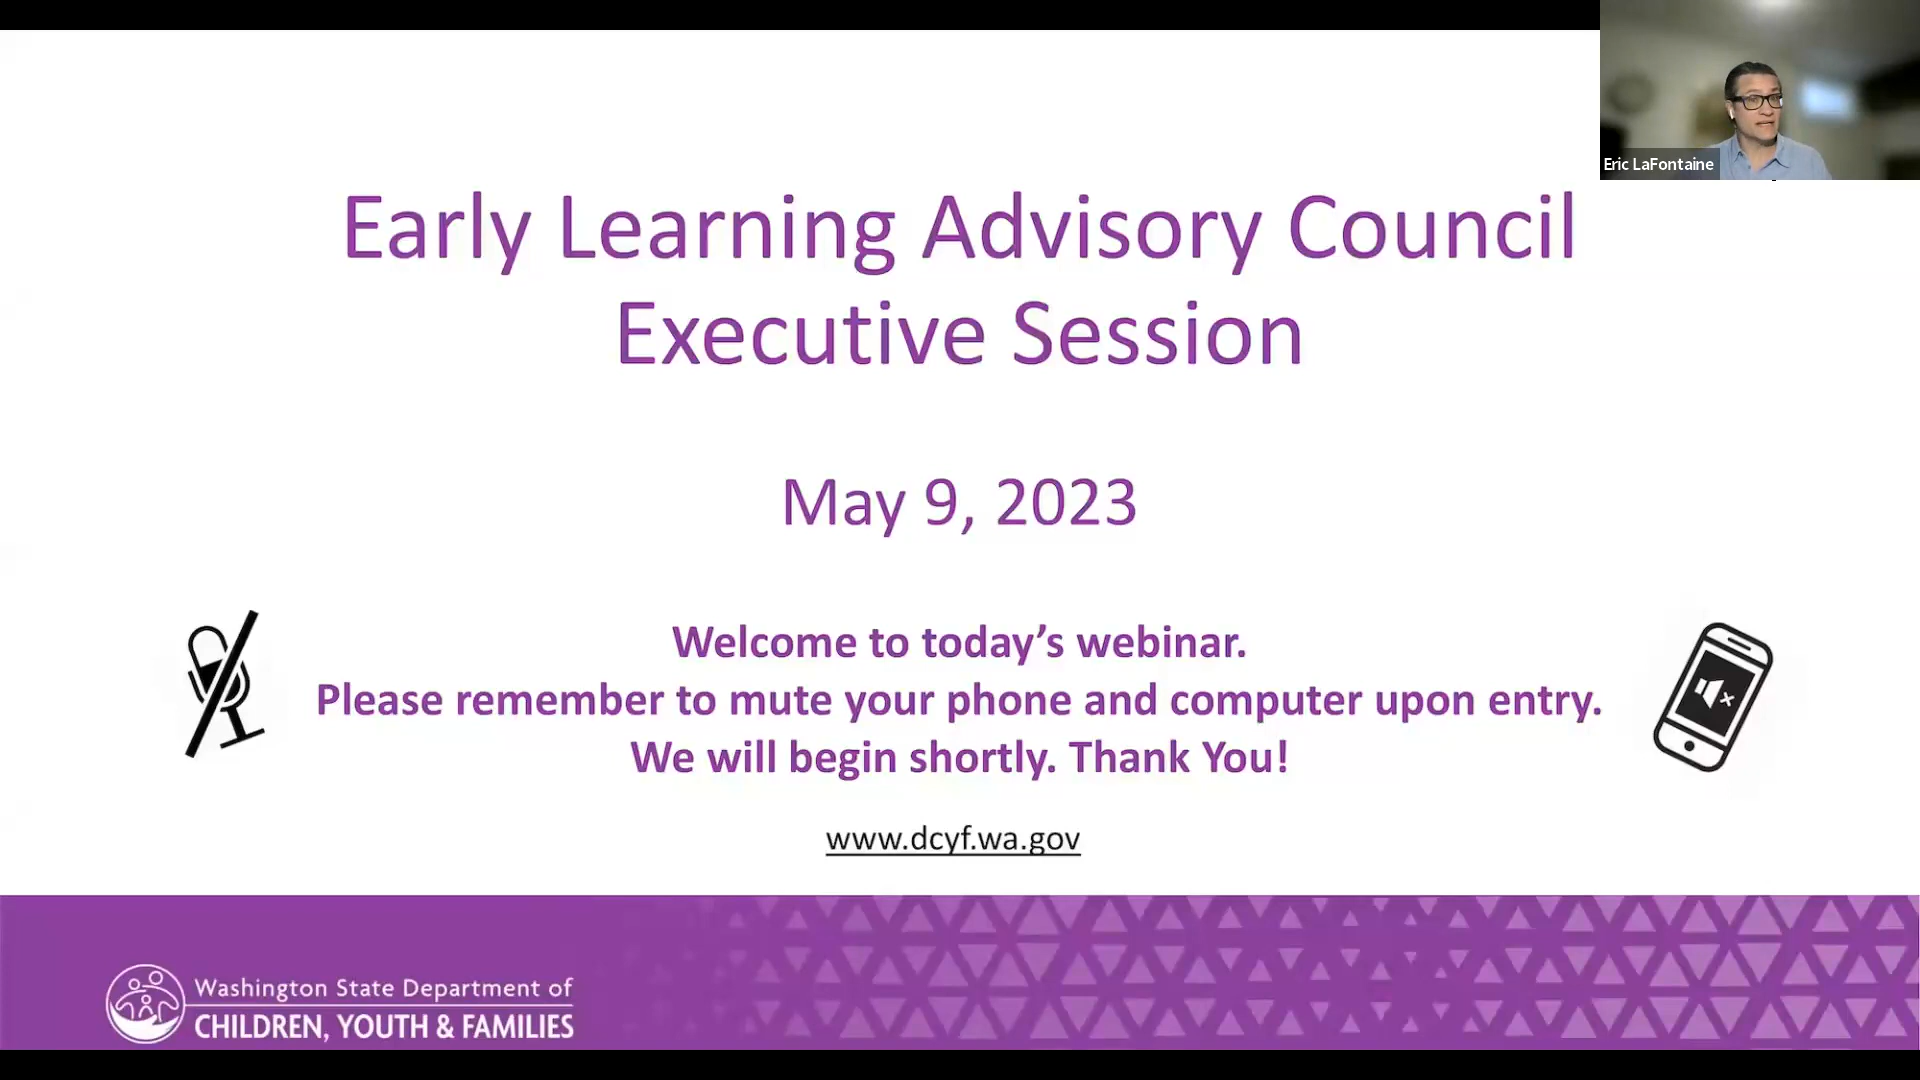 Eric LaFontaine
Early Learning Advisory Council
Executive Session
May 9, 2023
Welcome to today’s webinar.
Please remember to mute your phone and computer upon entry.
We will begin shortly. Thank You!
www.dcyf.wa.gov
Washington State Department of
CHILDREN, YOUTH & FAMILIES